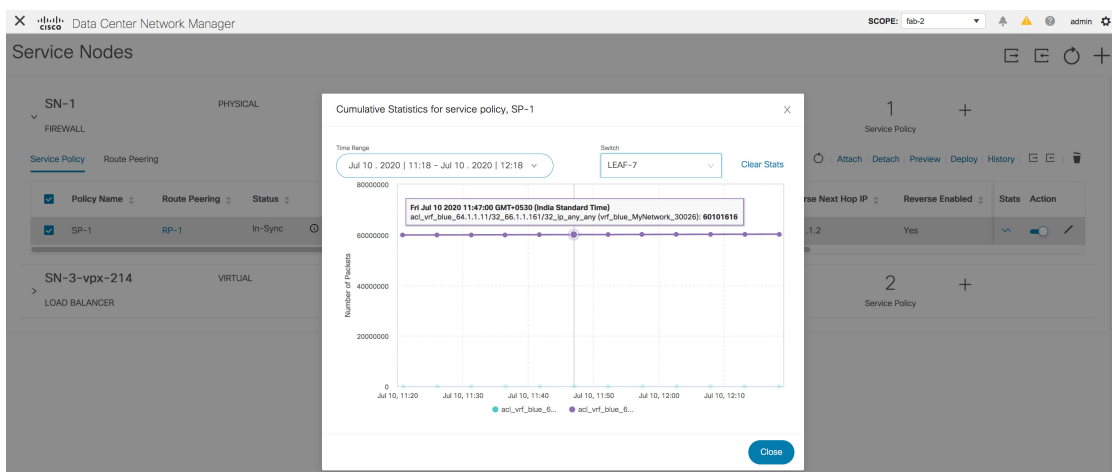 cisco Data Center Network Manager
SCOPE: fab-2
admin
Service Nodes
SN-1
PHYSICAL
FIREWALL
1
Service Policy
Service Policy
Route Peering
Attach Detach Preview Deploy History
Policy Name Route Peering Status
rse Next Hop IP Reverse Enabled Stats Action
SP-1 RP-1 In-Sync
.1.2 Yes
SN-3-vpx-214
VIRTUAL
LOAD BALANCER
2
Service Policy
Cumulative Statistics for service policy, SP-1
Time Range
Jul 10 . 2020 | 11:18 - Jul 10 . 2020 | 12:18
Switch
LEAF-7
Clear Stats
80000000
Fri Jul 10 2020 11:47:00 GMT+0530 (India Standard Time)
acl_vrf_blue_64.1.1.11/32_66.1.1.161/32_ip_any_any (vrf_blue_MyNetwork_30026): 60101616
60000000
40000000
20000000
0
Number of Packets
Jul 10, 11:20 Jul 10, 11:30 Jul 10, 11:40 Jul 10, 11:50 Jul 10, 12:00 Jul 10, 12:10
acl_vrf_blue_6... acl_vrf_blue_6...
Close